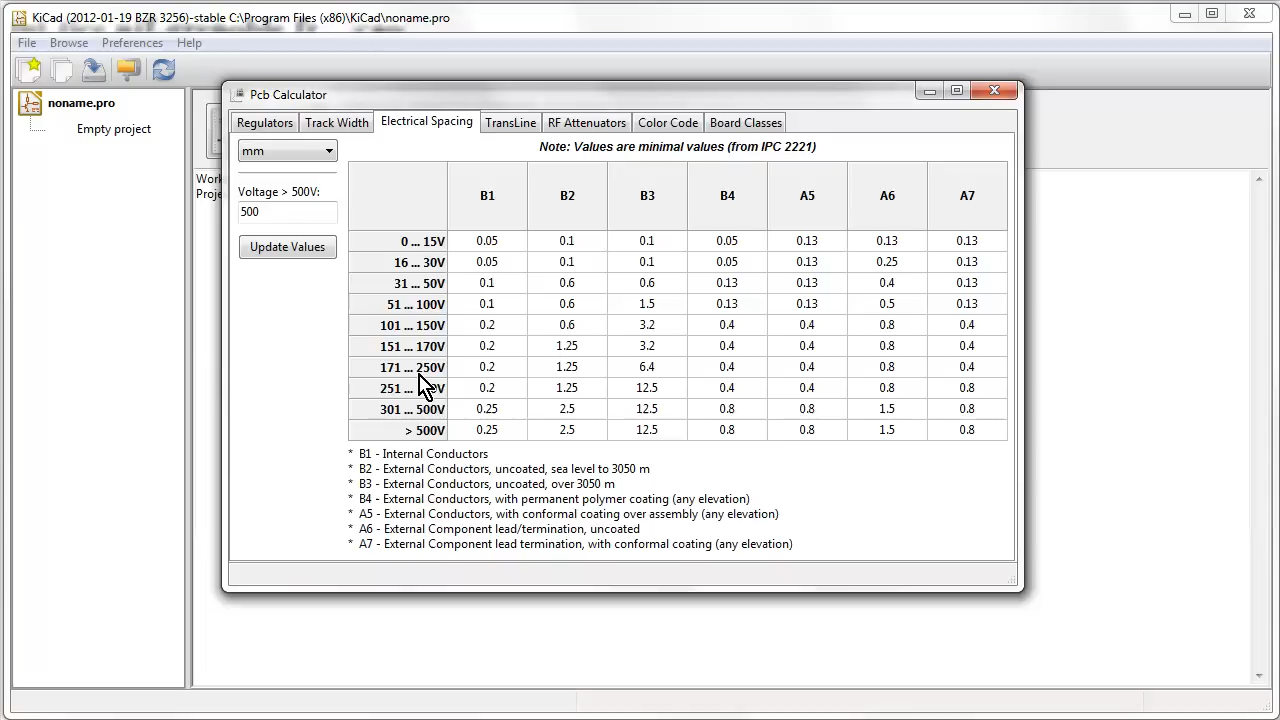 KiCad (2012-01-19 BZR 3256)-stable C:\Program Files (x86)\KiCad\noname.pro
File Browse Preferences Help
noname.pro
Empty project
Work
Proje
Pcb Calculator
Regulators Track Width Electrical Spacing TransLine RF Attenuators Color Code Board Classes
mm
Voltage > 500V:
500
Update Values
Note: Values are minimal values (from IPC 2221)
B1 B2 B3 B4 A5 A6 A7
0 ... 15V 0.05 0.1 0.1 0.05 0.13 0.13 0.13
16 ... 30V 0.05 0.1 0.1 0.05 0.13 0.25 0.13
31 ... 50V 0.1 0.6 0.6 0.13 0.13 0.4 0.13
51 ... 100V 0.1 0.6 1.5 0.13 0.13 0.5 0.13
101 ... 150V 0.2 0.6 3.2 0.4 0.4 0.8 0.4
151 ... 170V 0.2 1.25 3.2 0.4 0.4 0.8 0.4
171 ... 250V 0.2 1.25 6.4 0.4 0.4 0.8 0.4
251 ... V 0.2 1.25 12.5 0.4 0.4 0.8 0.8
301 ... 500V 0.25 2.5 12.5 0.8 0.8 1.5 0.8
> 500V 0.25 2.5 12.5 0.8 0.8 1.5 0.8
* B1 - Internal Conductors
* B2 - External Conductors, uncoated, sea level to 3050 m
* B3 - External Conductors, uncoated, over 3050 m
* B4 - External Conductors, with permanent polymer coating (any elevation)
* A5 - External Conductors, with conformal coating over assembly (any elevation)
* A6 - External Component lead/termination, uncoated
* A7 - External Component lead termination, with conformal coating (any elevation)